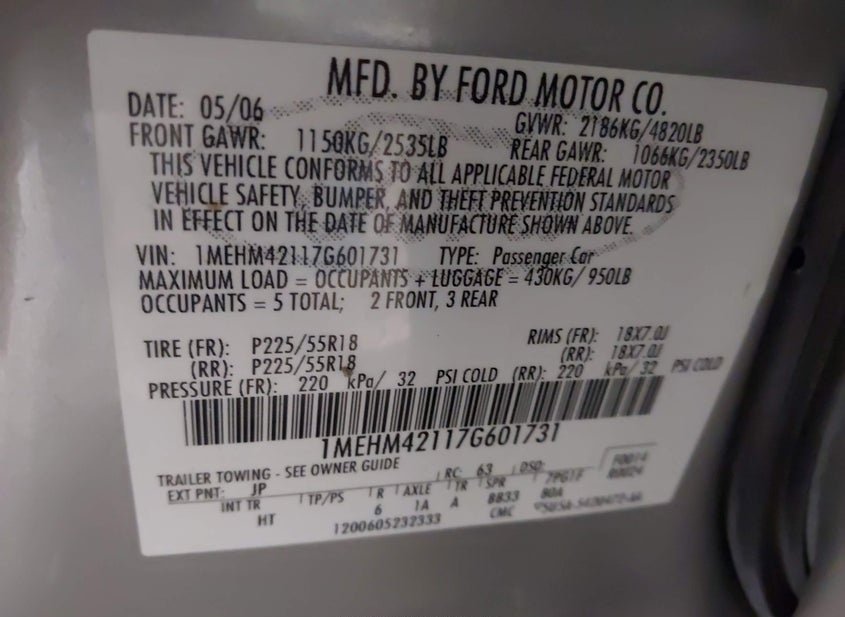 MFD. BY FORD MOTOR CO.
DATE: 05/06 GVWR: 2186KG/4820LB
FRONT GAWR: 1150KG/2535LB REAR GAWR: 1066KG/2350LB
THIS VEHICLE CONFORMS TO ALL APPLICABLE FEDERAL MOTOR
VEHICLE SAFETY, BUMPER, AND THEFT PREVENTION STANDARDS
IN EFFECT ON THE DATE OF MANUFACTURE SHOWN ABOVE.
VIN: 1MEHM42117G601731 TYPE: Passenger Car
MAXIMUM LOAD = OCCUPANTS + LUGGAGE = 430KG/ 950LB
OCCUPANTS = 5 TOTAL; 2 FRONT, 3 REAR
TIRE (FR): P225/55R18 RIMS (FR): 18X7.0J
(RR): P225/55R18 (RR): 18X7.0J
PRESSURE (FR): 220 kPa/ 32 PSI COLD (RR): 220 kPa/ 32 PSI COLD
1MEHM42117G601731
TRAILER TOWING - SEE OWNER GUIDE
EXT PNT: JP RC: 63 DSO:
INT TR TP/PS R AXLE TR SPR
HT 6 1A A 8833 80A
1200605232333 CMC